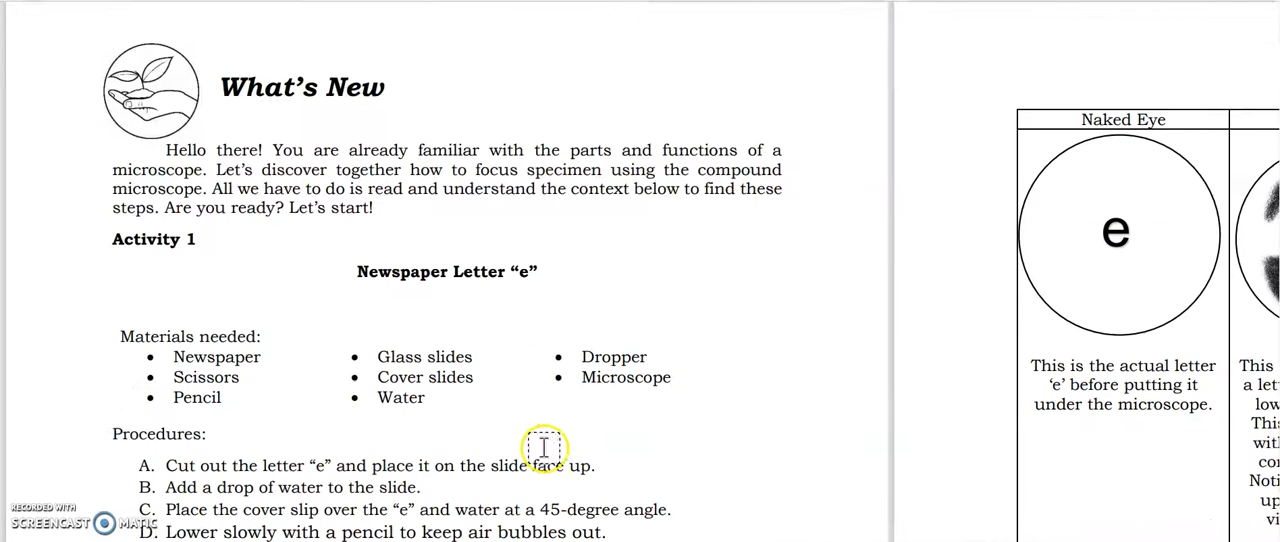 What's New
Hello there! You are already familiar with the parts and functions of a
microscope. Let's discover together how to focus specimen using the compound
microscope. All we have to do is read and understand the context below to find these
steps. Are you ready? Let's start!
Activity 1
Newspaper Letter “e”
Materials needed:
• Newspaper • Glass slides • Dropper
• Scissors • Cover slides • Microscope
• Pencil • Water
Procedures:
A. Cut out the letter “e” and place it on the slide face up.
B. Add a drop of water to the slide.
C. Place the cover slip over the “e” and water at a 45-degree angle.
D. Lower slowly with a pencil to keep air bubbles out.
RECORDED WITH
SCREENCAST MATIC
Naked Eye
e
This is the actual letter
‘e’ before putting it
under the microscope.
This
a let
low
This
wit
co
Noti
up
vi